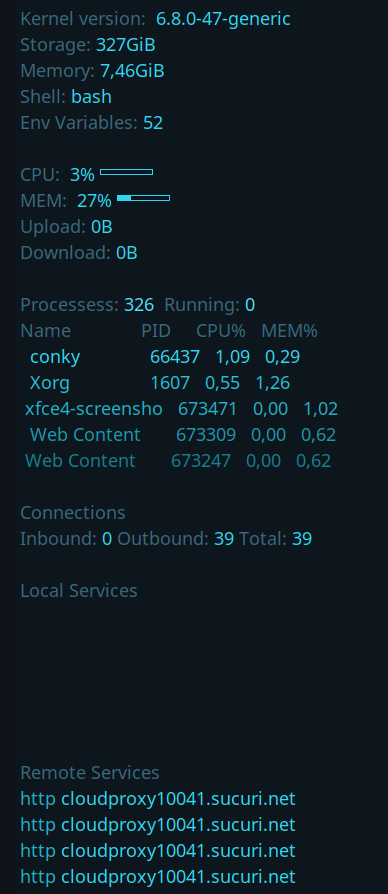 Kernel version: 6.8.0-47-generic
Storage: 327GiB
Memory: 7,46GiB
Shell: bash
Env Variables: 52
CPU: 3%
MEM: 27%
Upload: 0B
Download: 0B
Processess: 326 Running: 0
Name PID CPU% MEM%
conky 66437 1,09 0,29
Xorg 1607 0,55 1,26
xfce4-screensho 673471 0,00 1,02
Web Content 673309 0,00 0,62
Web Content 673247 0,00 0,62
Connections
Inbound: 0 Outbound: 39 Total: 39
Local Services
Remote Services
http cloudproxy10041.sucuri.net
http cloudproxy10041.sucuri.net
http cloudproxy10041.sucuri.net
http cloudproxy10041.sucuri.net